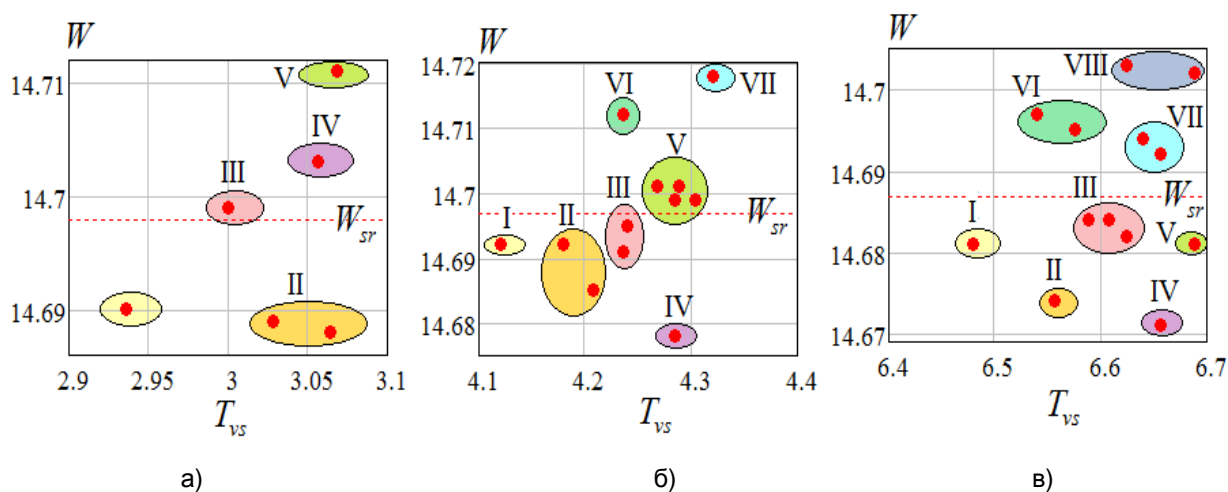 W
14.71
14.7
14.69
V
IV
III
W_sr
II
2.9 2.95 3 3.05 3.1
T_vs
а)
W
14.72
14.71
14.70
14.69
14.68
VII
VI
V
III
W_sr
I
II
IV
4.1 4.2 4.3 4.4
T_vs
б)
W
14.7
14.69
14.68
14.67
VIII
VI
VII
III
W_sr
I
V
II
IV
6.4 6.5 6.6 6.7
T_vs
в)